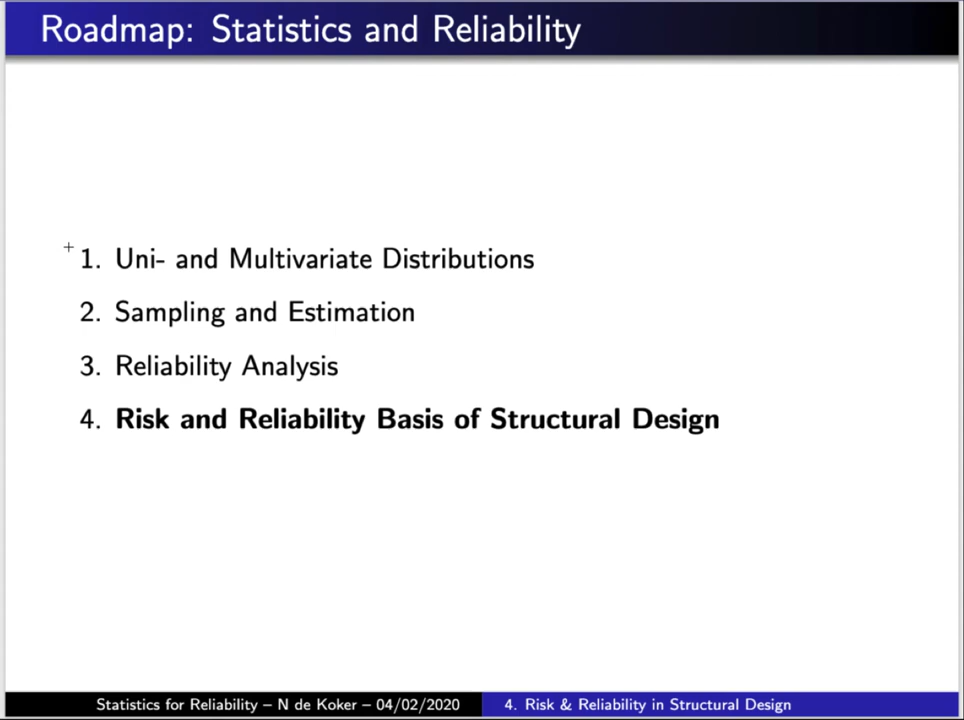 Roadmap: Statistics and Reliability
1. Uni- and Multivariate Distributions
2. Sampling and Estimation
3. Reliability Analysis
4. Risk and Reliability Basis of Structural Design
Statistics for Reliability – N de Koker – 04/02/2020
4. Risk & Reliability in Structural Design